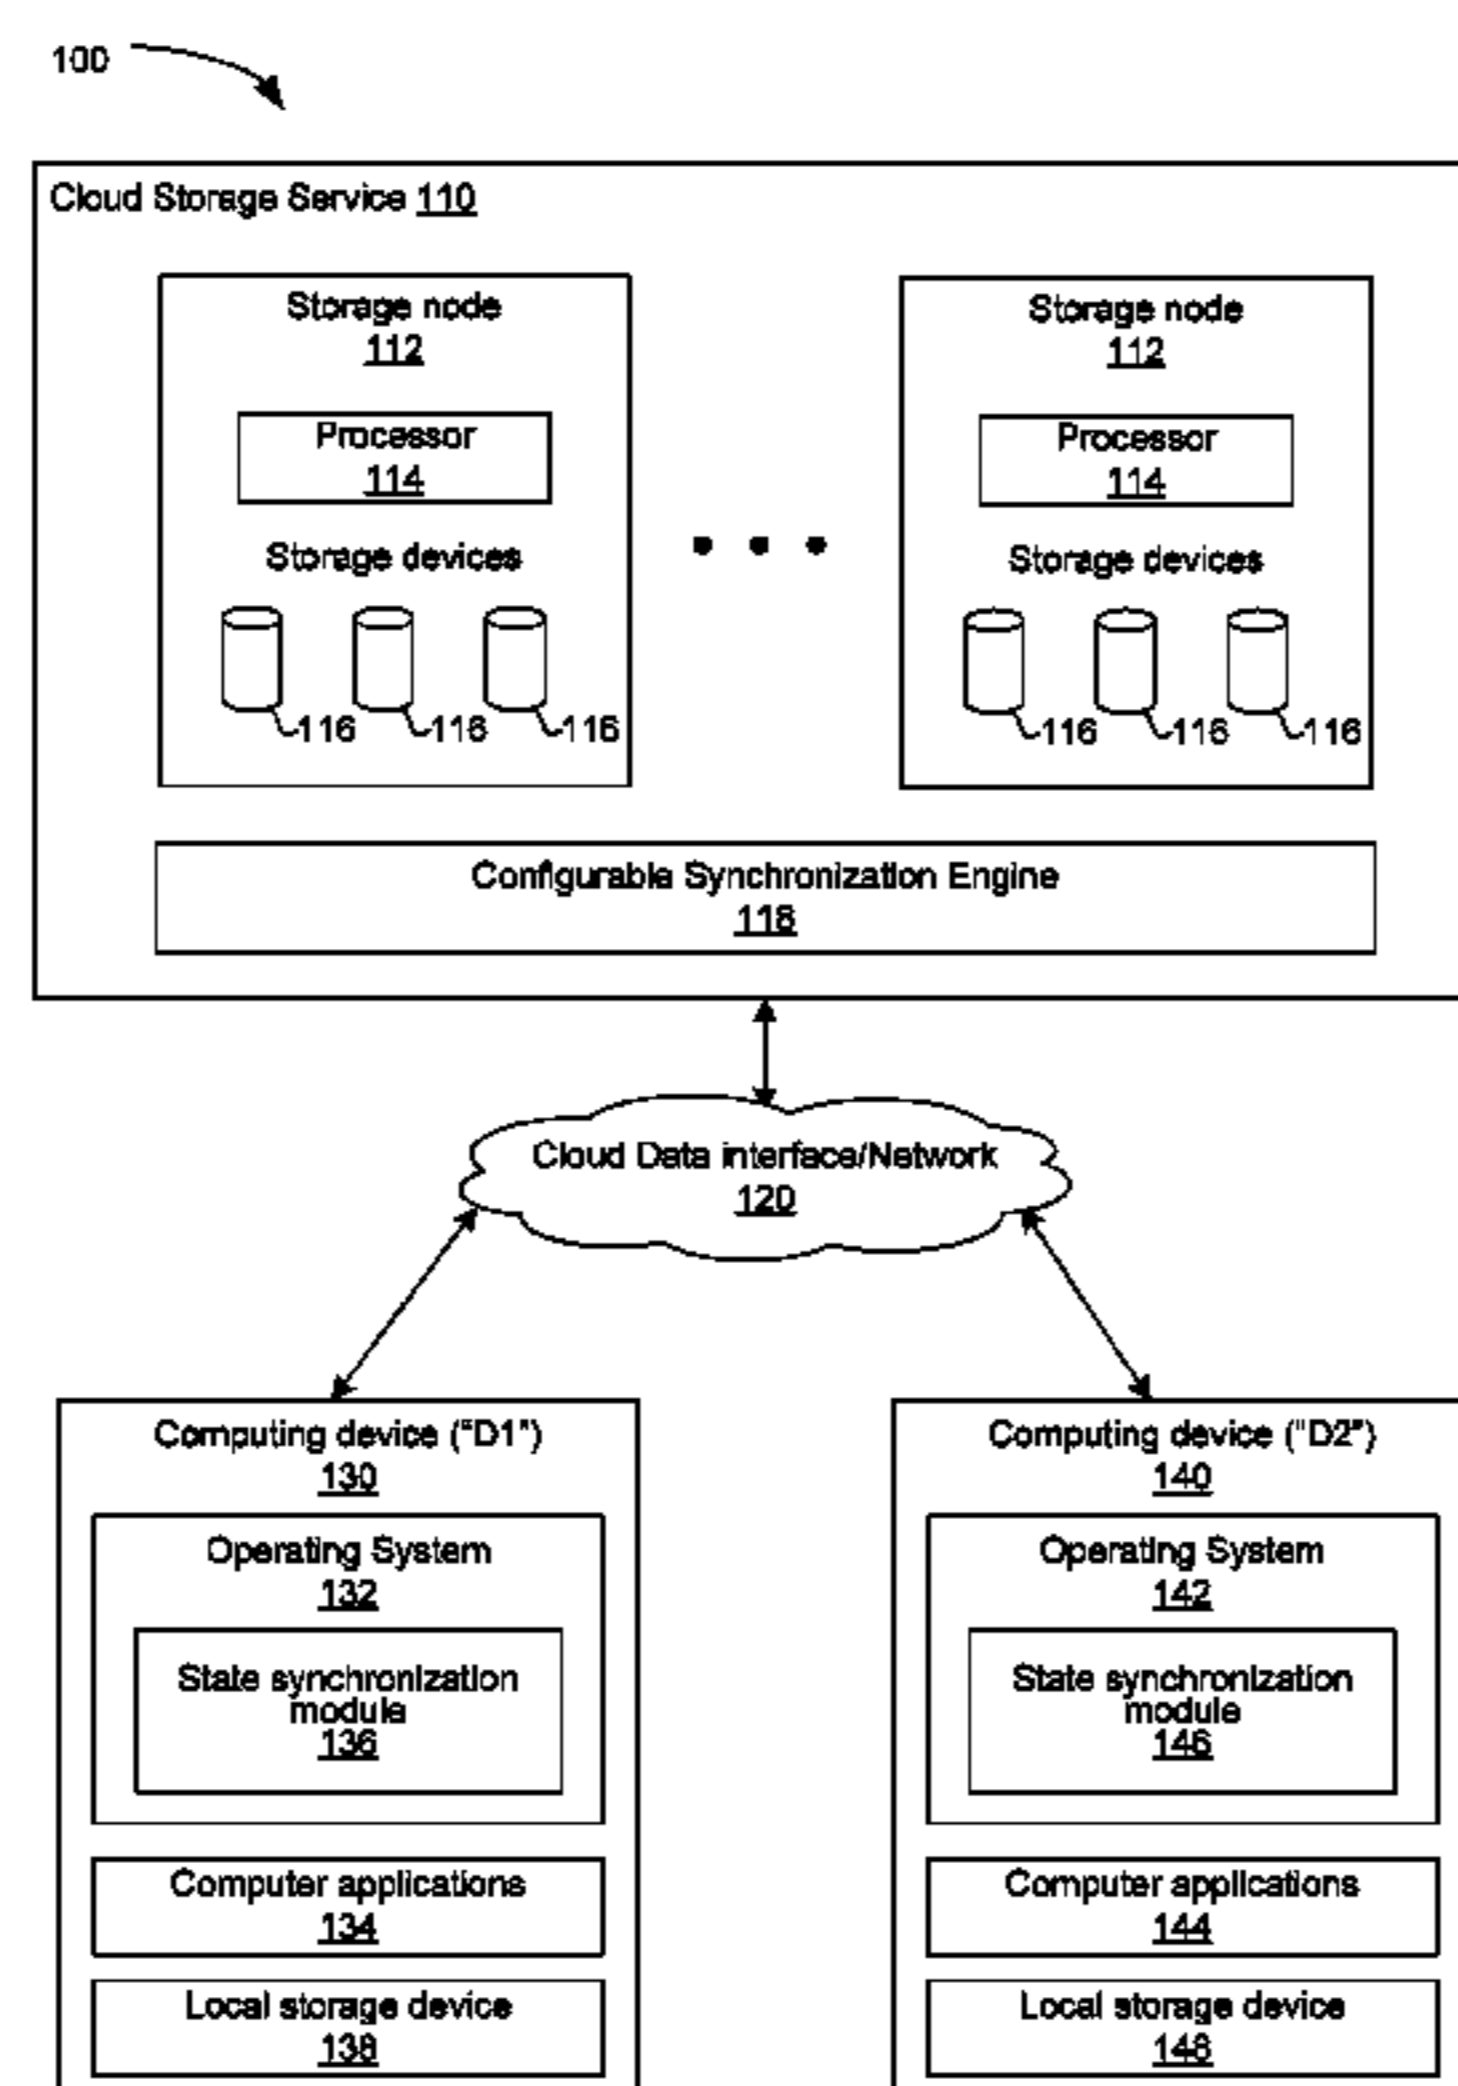 100
Cloud Storage Service 110
Storage node
112
Processor
114
Storage devices
116 116 116
Storage node
112
Processor
114
Storage devices
116 116 116
Configurable Synchronization Engine
118
Cloud Data interface/Network
120
Computing device ("D1")
130
Operating System
132
State synchronization
module
136
Computer applications
134
Local storage device
138
Computing device ("D2")
140
Operating System
142
State synchronization
module
146
Computer applications
144
Local storage device
148